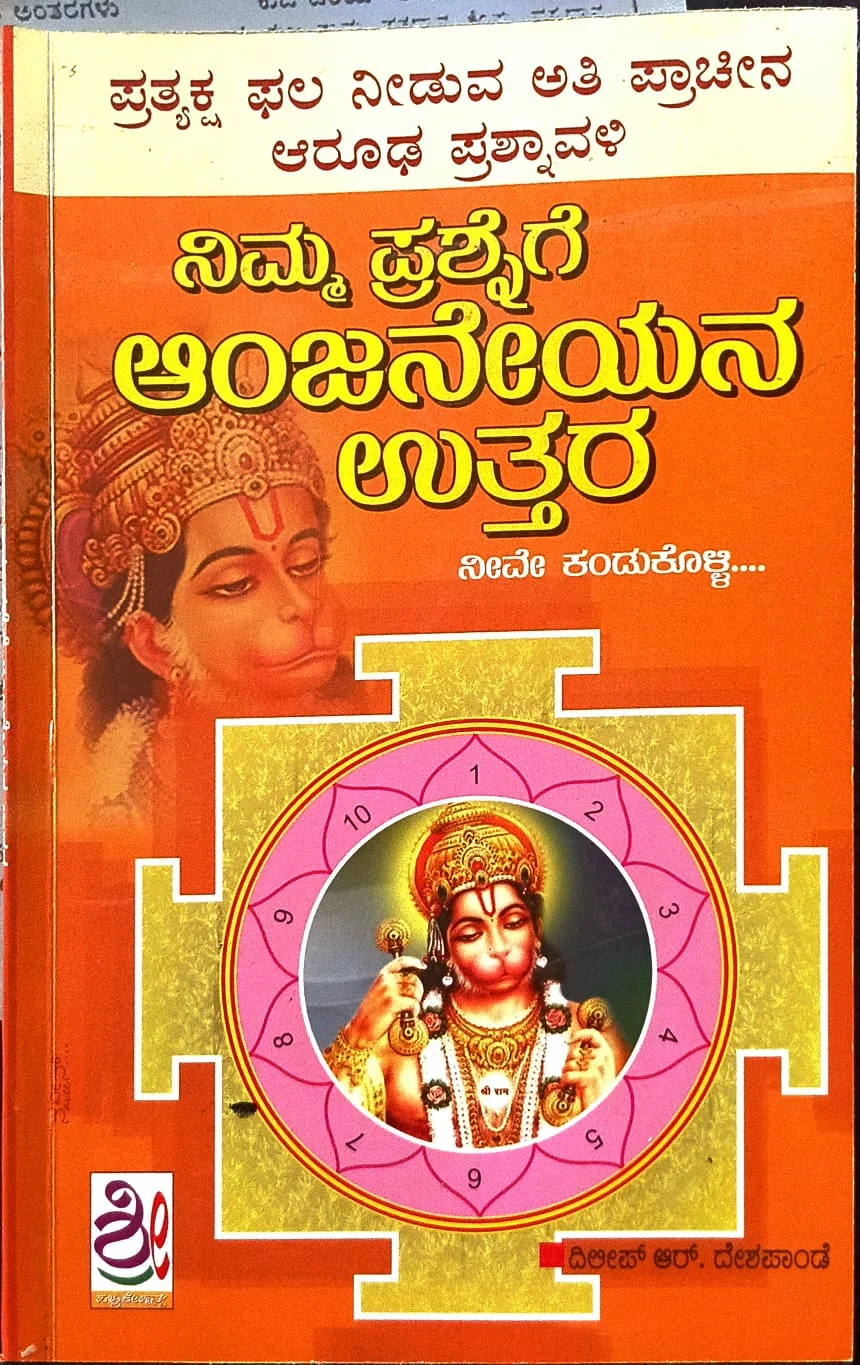 ಅಂತರಗಳು
ಪ್ರತ್ಯಕ್ಷ ಫಲ ನೀಡುವ ಅತಿ ಪ್ರಾಚೀನ
ಆರೂಢ ಪ್ರಶ್ನಾವಳಿ
ನಿಮ್ಮ ಪ್ರಶ್ನೆಗೆ
ಆಂಜನೇಯನ
ಉತ್ತರ
ನೀವೇ ಕಂಡುಕೊಳ್ಳಿ....
1
2
3
4
5
6
7
8
9
10
श्री राम
ಶ್ರೀ
ದಿಲೀಪ್ ಆರ್. ದೇಶಪಾಂಡೆ